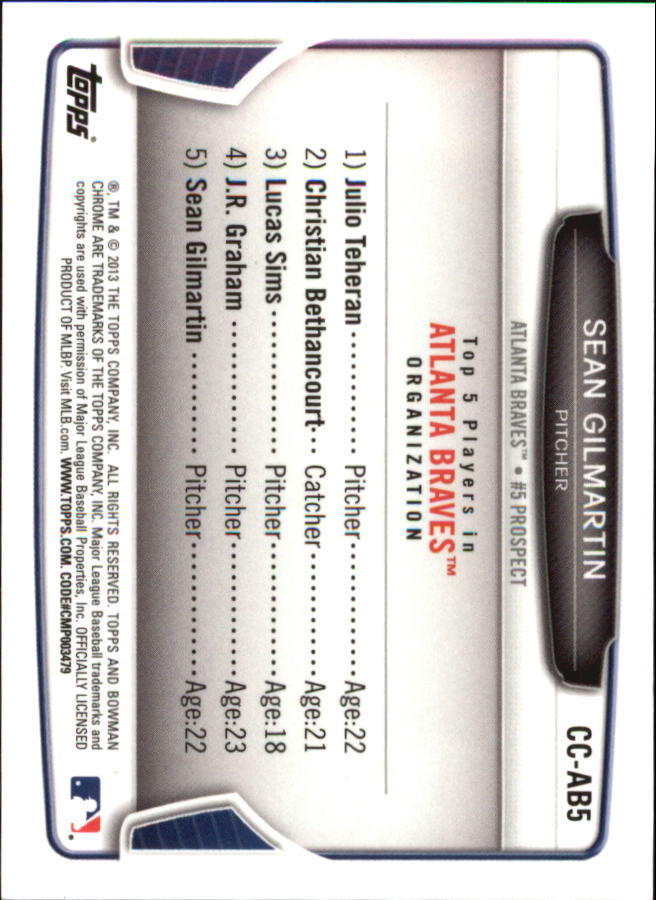 CC-AB5
SEAN GILMARTIN
PITCHER
ATLANTA BRAVES™ • #5 PROSPECT
Top 5 Players in
ATLANTA BRAVES™
ORGANIZATION
1) Julio Teheran ·········· Pitcher ············ Age:22
2) Christian Bethancourt·· Catcher ··········· Age:21
3) Lucas Sims ············· Pitcher ············ Age:18
4) J.R. Graham ············ Pitcher ············ Age:23
5) Sean Gilmartin ········· Pitcher ············ Age:22
®, TM & © 2013 THE TOPPS COMPANY, INC. ALL RIGHTS RESERVED. TOPPS AND BOWMAN
CHROME ARE TRADEMARKS OF THE TOPPS COMPANY, INC. Major League Baseball trademarks and
copyrights are used with permission of Major League Baseball Properties, Inc. OFFICIALLY LICENSED
PRODUCT OF MLBP. Visit MLB.com. WWW.TOPPS.COM. CODE#CMP003479
topps®